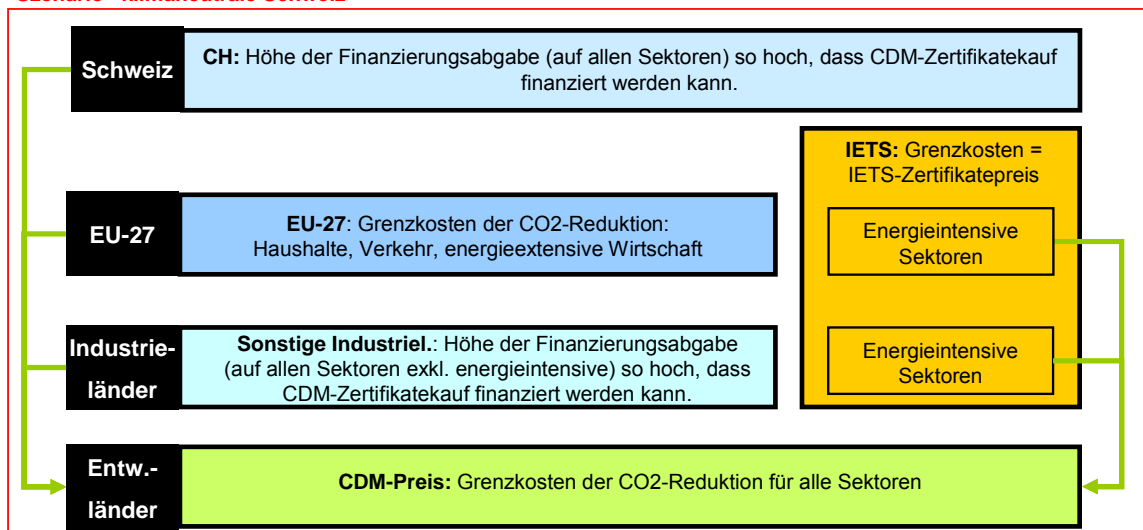 Schweiz
CH: Höhe der Finanzierungsabgabe (auf allen Sektoren) so hoch, dass CDM-Zertifikatekauf
finanziert werden kann.
IETS: Grenzkosten =
IETS-Zertifikatepreis
EU-27
EU-27: Grenzkosten der CO2-Reduktion:
Haushalte, Verkehr, energieextensive Wirtschaft
Energieintensive
Sektoren
Industrie-
länder
Sonstige Industriel.: Höhe der Finanzierungsabgabe
(auf allen Sektoren exkl. energieintensive) so hoch, dass
CDM-Zertifikatekauf finanziert werden kann.
Energieintensive
Sektoren
Entw.-
länder
CDM-Preis: Grenzkosten der CO2-Reduktion für alle Sektoren